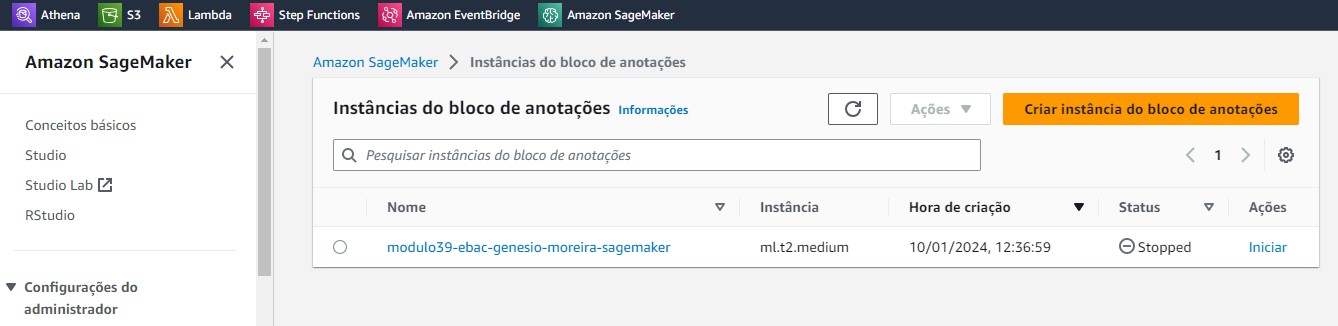 Athena S3 Lambda Step Functions Amazon EventBridge Amazon SageMaker
Amazon SageMaker
Conceitos básicos
Studio
Studio Lab
RStudio
Configurações do
administrador
Amazon SageMaker > Instâncias do bloco de anotações
Instâncias do bloco de anotações Informações
Ações
Criar instância do bloco de anotações
Pesquisar instâncias do bloco de anotações
1
Nome Instância Hora de criação Status Ações
modulo39-ebac-genesio-moreira-sagemaker ml.t2.medium 10/01/2024, 12:36:59 Stopped Iniciar